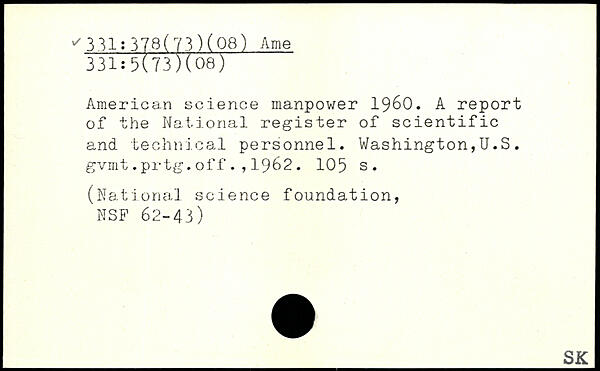 ✓ 331:378(73)(08) Ame
331:5(73)(08)
American science manpower 1960. A report
of the National register of scientific
and technical personnel. Washington,U.S.
gvmt.prtg.off.,1962. 105 s.
(National science foundation,
NSF 62-43)
SK